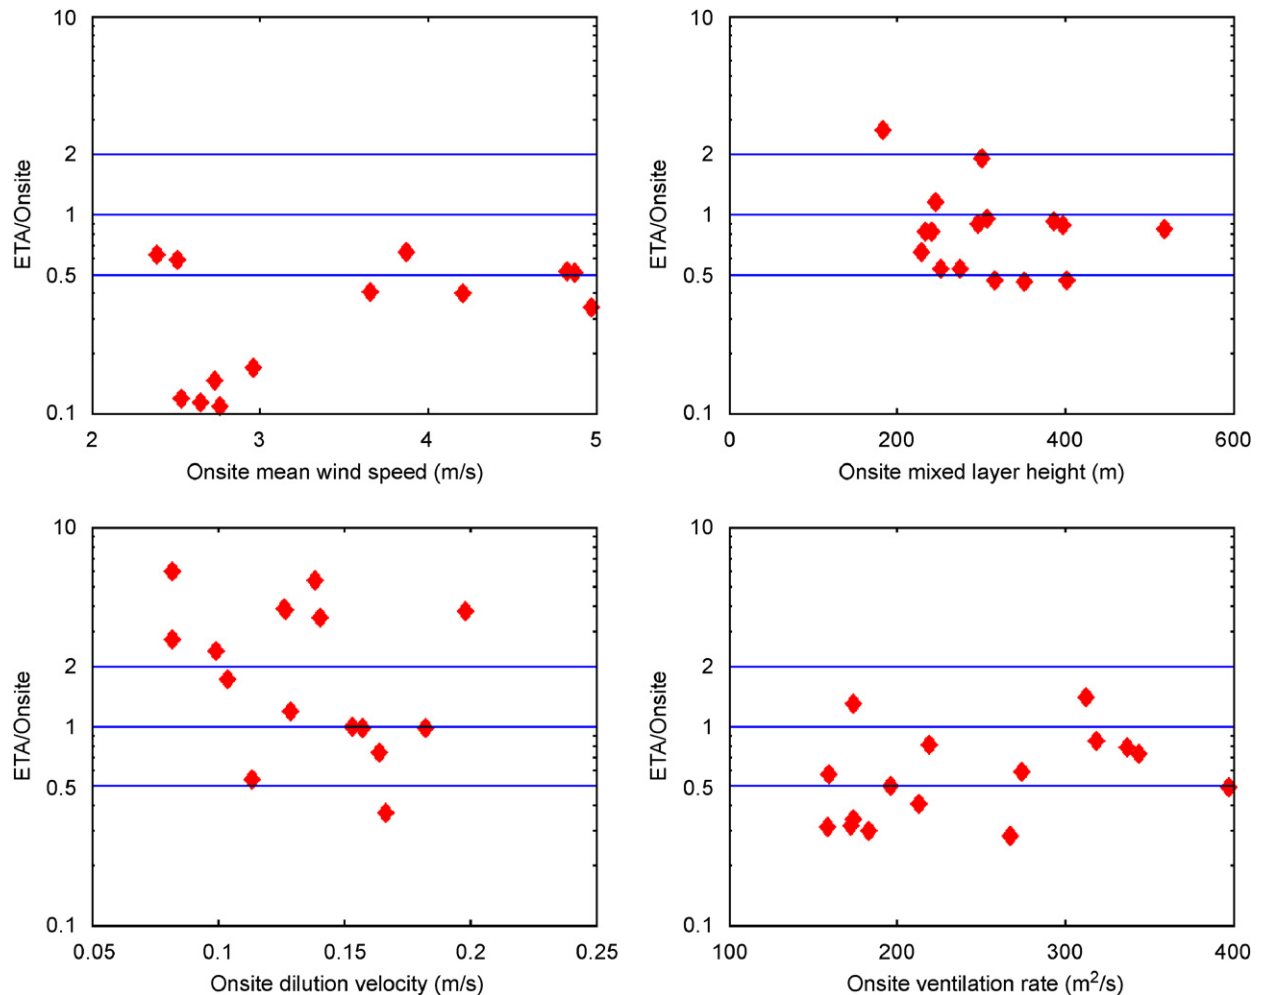 10
2
1
0.5
0.1
ETA/Onsite
2 3 4 5
Onsite mean wind speed (m/s)
10
2
1
0.5
0.1
ETA/Onsite
0 200 400 600
Onsite mixed layer height (m)
10
2
1
0.5
0.1
ETA/Onsite
0.05 0.1 0.15 0.2 0.25
Onsite dilution velocity (m/s)
10
2
1
0.5
0.1
ETA/Onsite
100 200 300 400
Onsite ventilation rate (m²/s)